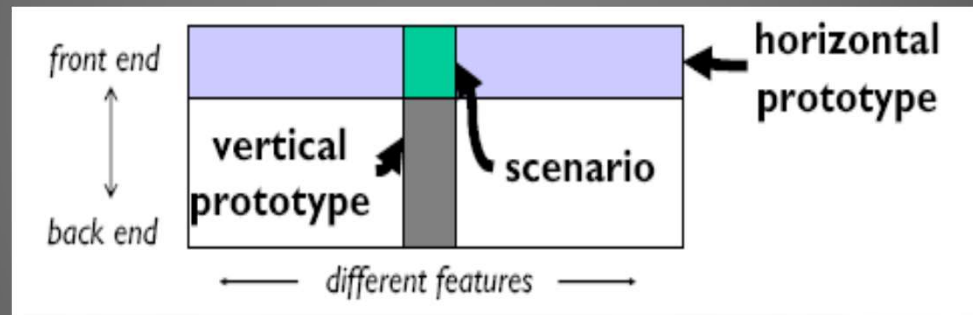 front end
horizontal
prototype
vertical
prototype
scenario
back end
different features